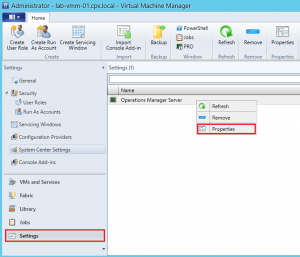 Administrator - lab-vmm-01.cps.local - Virtual Machine Manager
Home
Create User Role
Create Run As Account
Create Servicing Window
Import Console Add-in
Backup
PowerShell
Jobs
PRO
Refresh
Remove
Properties
Create
Import
Backup
Window
Refresh
Remove
Properties
Settings
General
Security
User Roles
Run As Accounts
Servicing Windows
Configuration Providers
System Center Settings
Console Add-ins
VMs and Services
Fabric
Library
Jobs
Settings
Settings (1)
Name
Operations Manager Server
Refresh
Remove
Properties